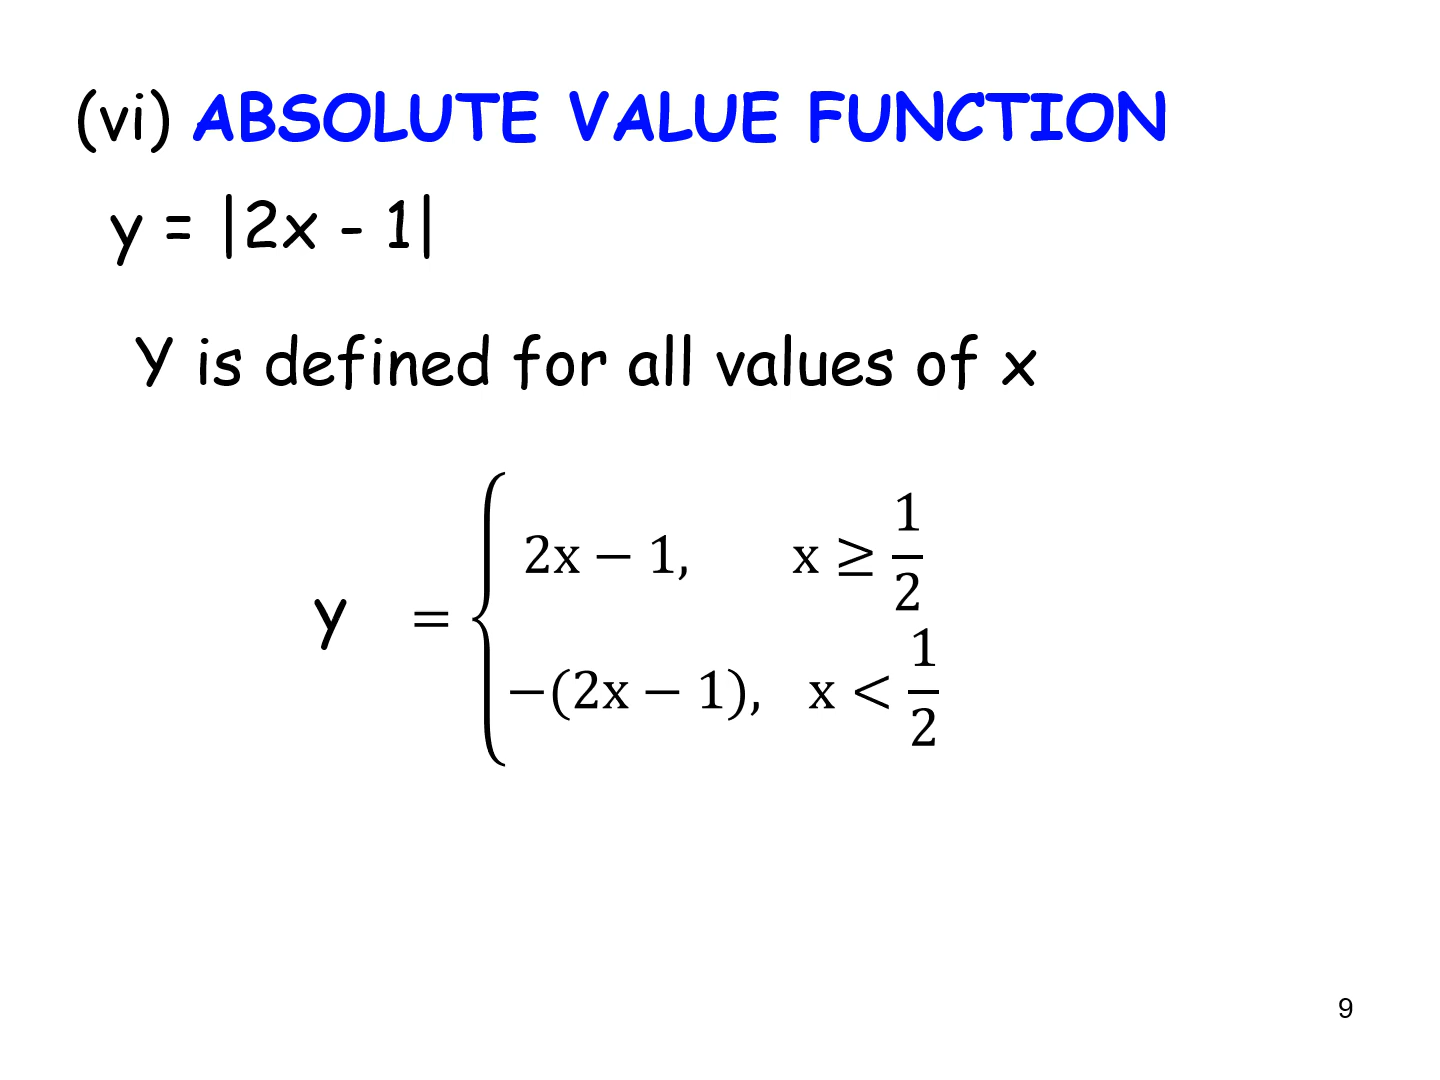 (vi) ABSOLUTE VALUE FUNCTION
y = |2x - 1|
Y is defined for all values of x
y = { 2x − 1, x ≥ 1/2
−(2x − 1), x < 1/2
9